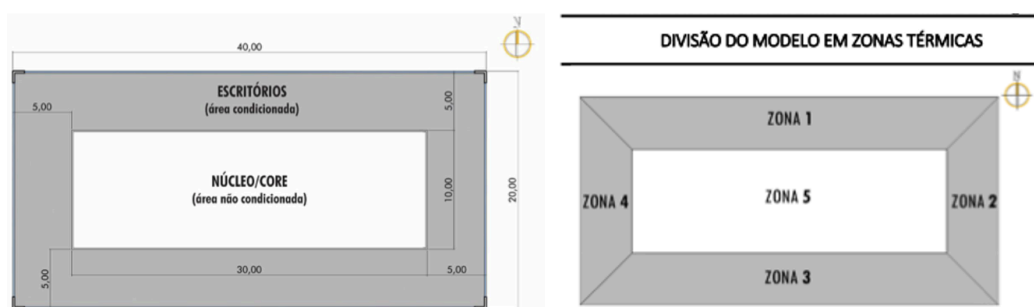 40,00
ESCRITÓRIOS
(área condicionada)
5,00
5,00
NÚCLEO/CORE
(área não condicionada)
10,00
20,00
30,00
5,00
5,00
DIVISÃO DO MODELO EM ZONAS TÉRMICAS
N
ZONA 1
ZONA 4
ZONA 5
ZONA 2
ZONA 3